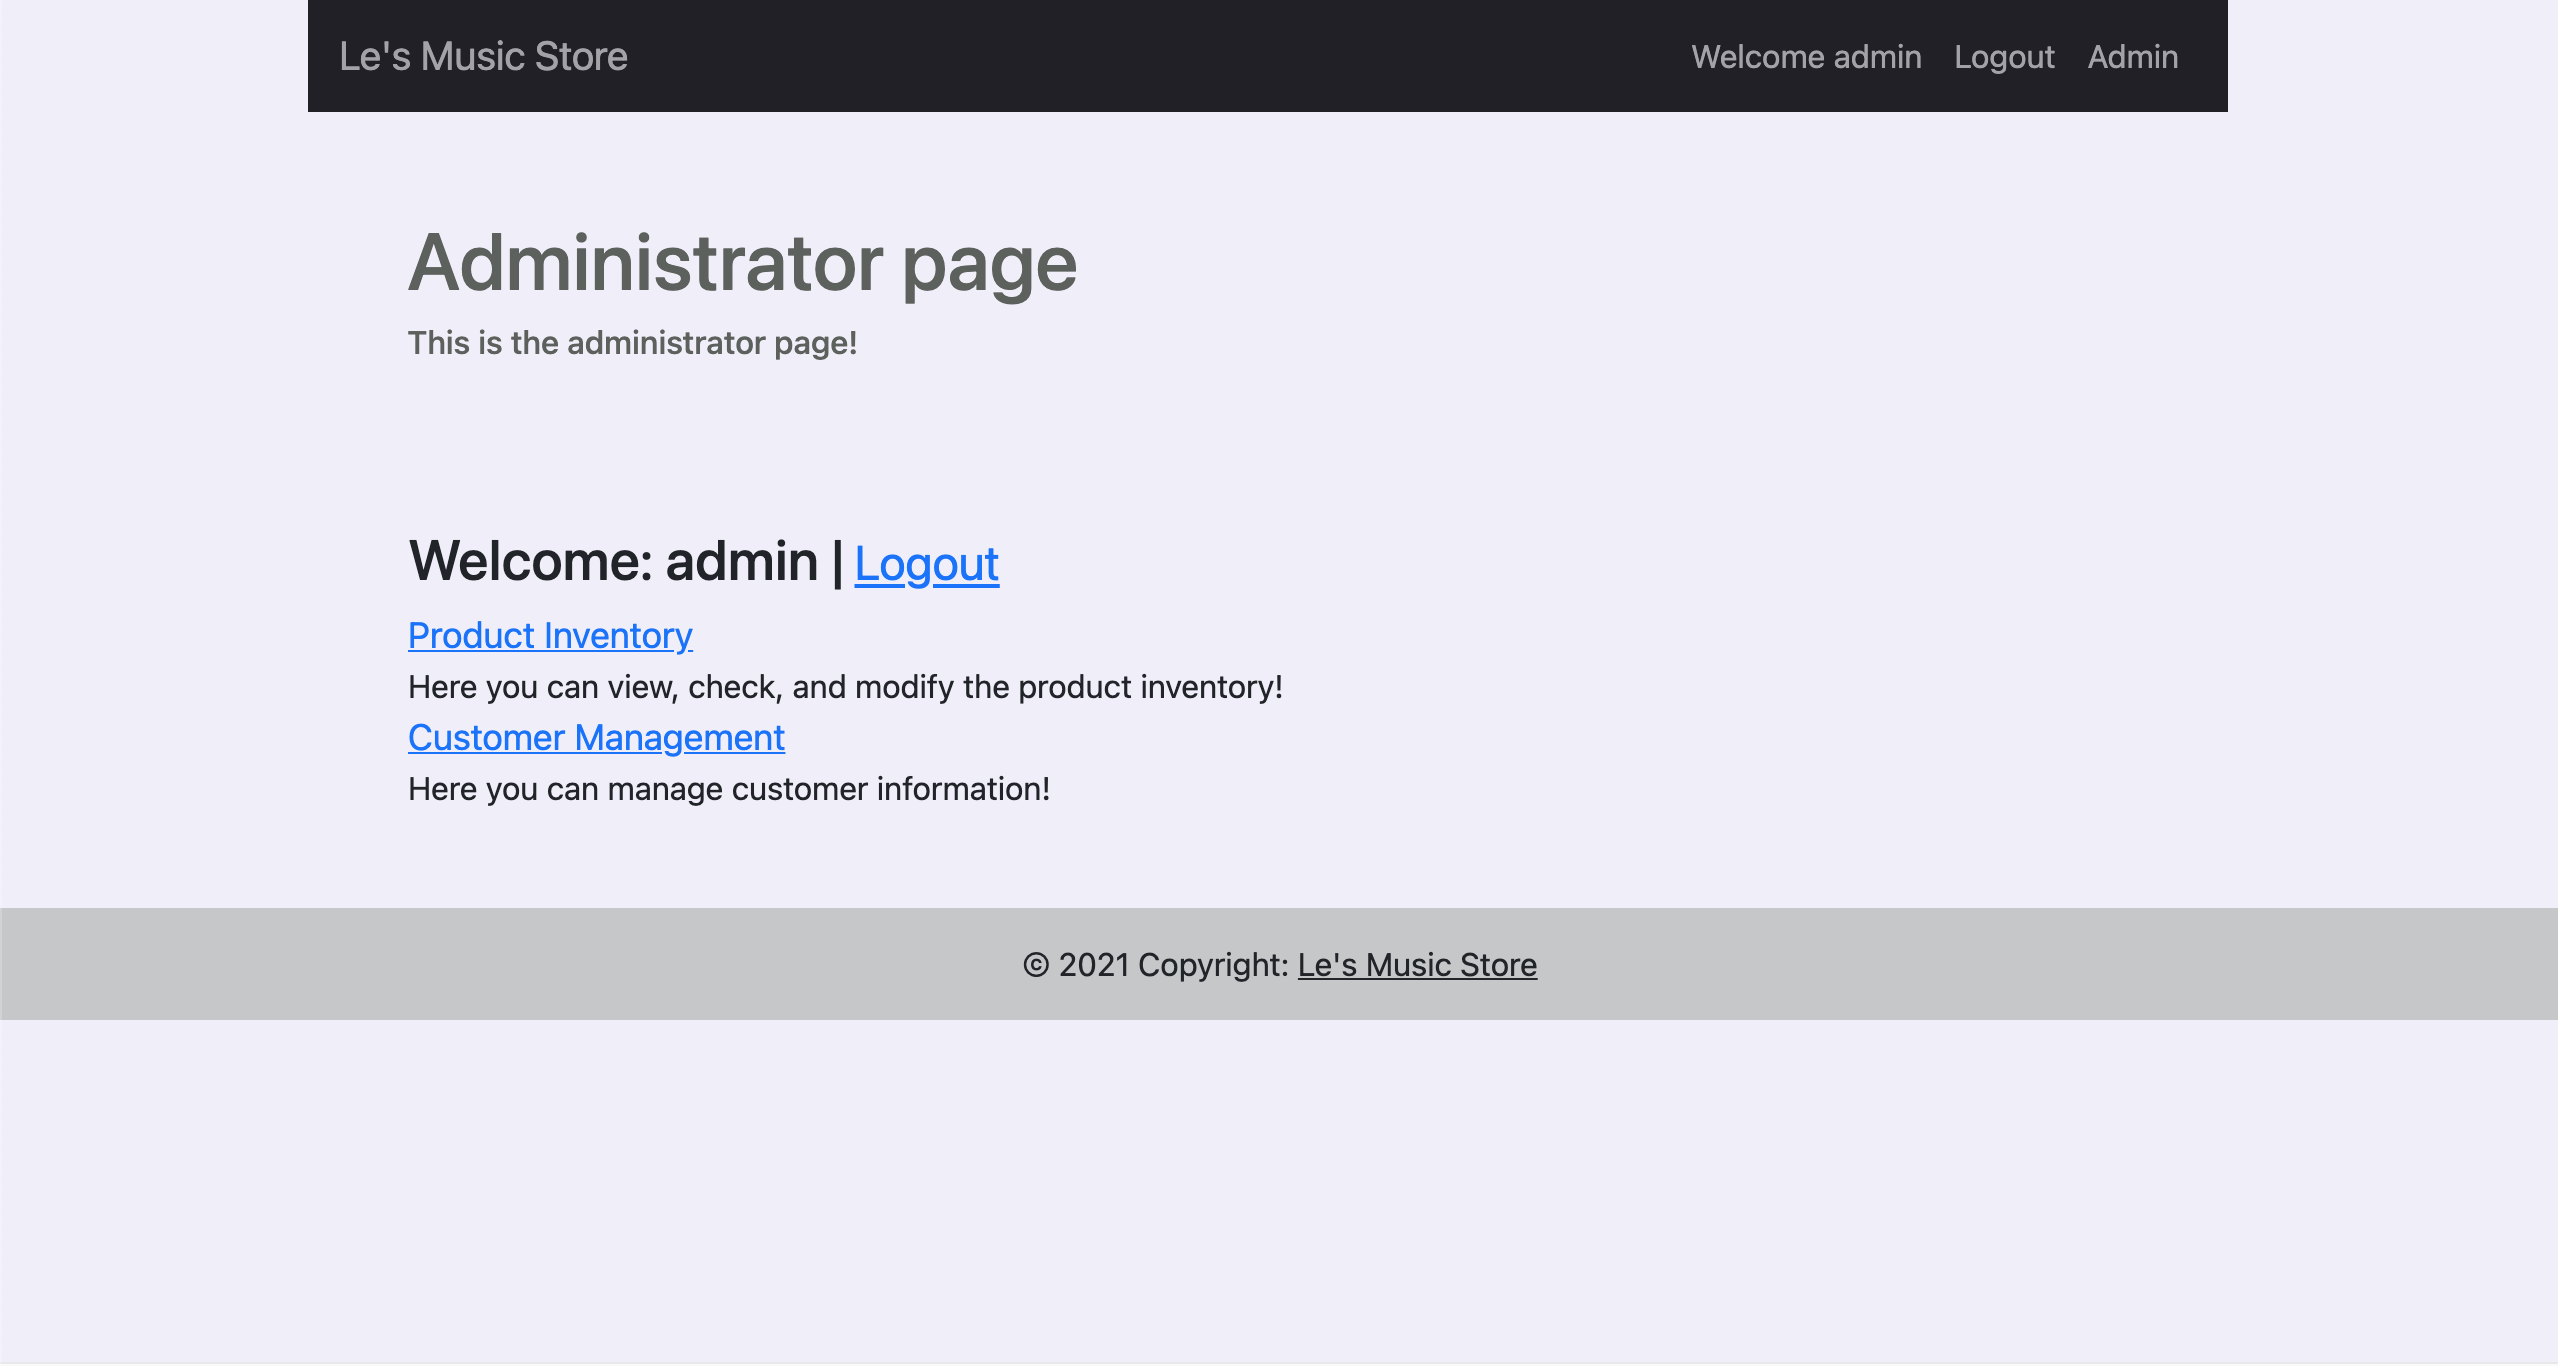 Le's Music Store Welcome admin Logout Admin
Administrator page
This is the administrator page!
Welcome: admin | Logout
Product Inventory
Here you can view, check, and modify the product inventory!
Customer Management
Here you can manage customer information!
© 2021 Copyright: Le's Music Store